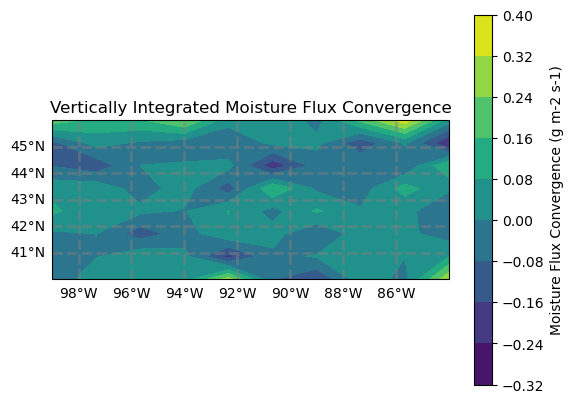 Vertically Integrated Moisture Flux Convergence
45°N
44°N
43°N
42°N
41°N
98°W 96°W 94°W 92°W 90°W 88°W 86°W
0.40
0.32
0.24
0.16
0.08
0.00
−0.08
−0.16
−0.24
−0.32
Moisture Flux Convergence (g m-2 s-1)